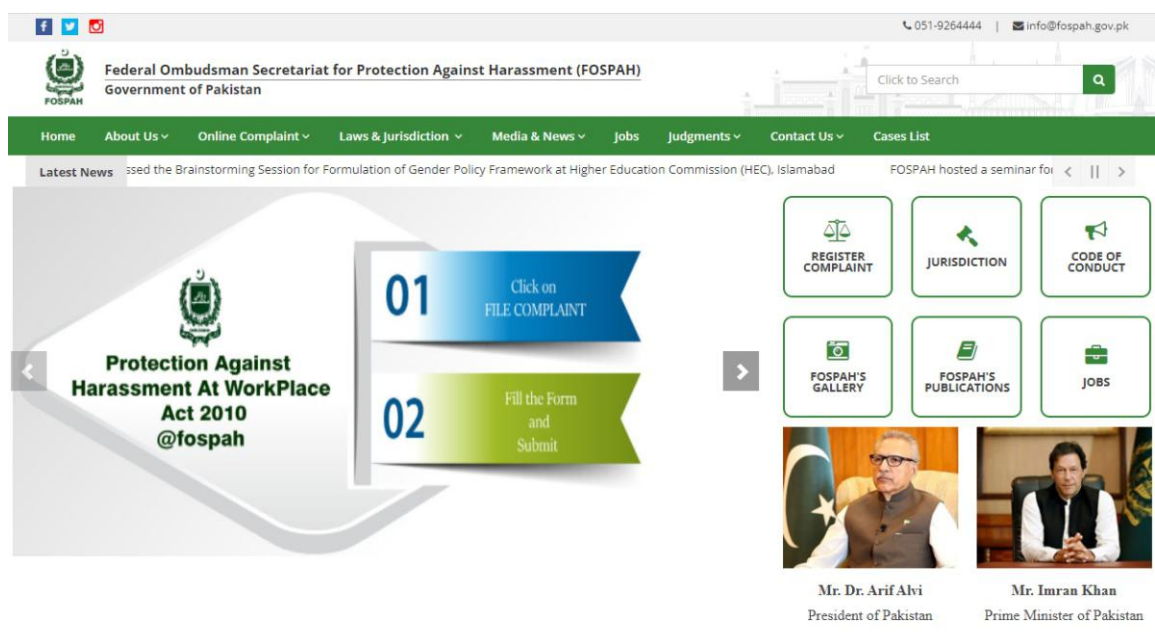 051-9264444 | info@fospah.gov.pk
FOSPAH
Federal Ombudsman Secretariat for Protection Against Harassment (FOSPAH)
Government of Pakistan
Click to Search
Home About Us Online Complaint Laws & Jurisdiction Media & News Jobs Judgments Contact Us Cases List
Latest News ssed the Brainstorming Session for Formulation of Gender Policy Framework at Higher Education Commission (HEC), Islamabad FOSPAH hosted a seminar for
Protection Against
Harassment At WorkPlace
Act 2010
@fospah
01
Click on
FILE COMPLAINT
02
Fill the Form
and
Submit
REGISTER
COMPLAINT
JURISDICTION
CODE OF
CONDUCT
FOSPAH'S
GALLERY
FOSPAH'S
PUBLICATIONS
JOBS
Mr. Dr. Arif Alvi
President of Pakistan
Mr. Imran Khan
Prime Minister of Pakistan